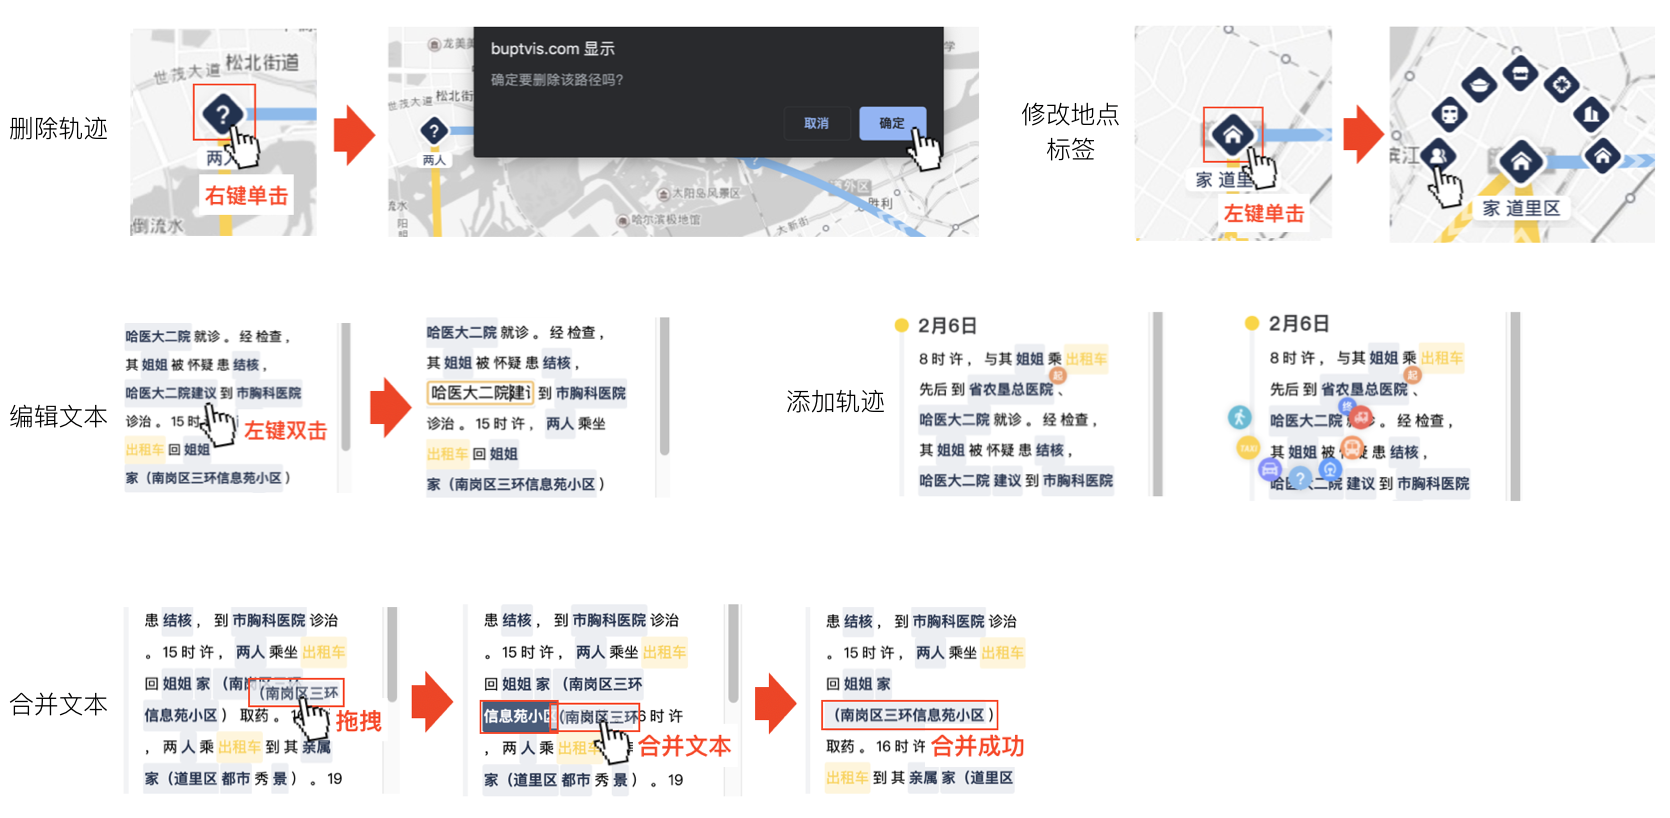 删除轨迹
世茂大道
松北街道
两人
右键单击
倒流水
龙美
buptvis.com 显示
确定要删除该路径吗?
取消
确定
学
世茂大道
松北街
两人
太阳岛风景区
哈尔滨极地馆
流水
阳
大新街
外区
胜利
修改地点
标签
家 道里
左键单击
滨江
家 道里区
编辑文本
哈医大二院 就诊 。 经 检查 ,
其 姐姐 被 怀疑 患 结核 ,
哈医大二院建议 到 市胸科医院
诊治 。 15 时
左键双击
出租车 回 姐姐
家(南岗区三环信息苑小区)
哈医大二院 就诊 。 经 检查 ,
其 姐姐 被 怀疑 患 结核 ,
哈医大二院建 到 市胸科医院
诊治 。 15 时 许 , 两人 乘坐
出租车 回 姐姐
家(南岗区三环信息苑小区)
添加轨迹
2月6日
8 时 许 , 与其 姐姐 乘 出租车
起
先后 到 省农垦总医院 、
哈医大二院 就诊 。 经 检查 ,
其 姐姐 被 怀疑 患 结核 ,
哈医大二院 建议 到 市胸科医院
2月6日
8 时 许 , 与其 姐姐 乘 出租车
起
先后 到 省农垦总医院 、
终
哈医大二院 。 经 检查 ,
TAXI
其 姐姐 被 疑 患 结核 ,
?
哈医大二院 建议 到 市胸科医院
合并文本
患 结核 , 到 市胸科医院 诊治
。 15 时 许 , 两人 乘坐 出租车
回 姐姐 家 (南岗区三环
(南岗区三环
信息苑小区) 取药 。
拖拽
, 两 人 乘 出租车 到 其 亲属
家(道里区 都市 秀 景) 。 19
患 结核 , 到 市胸科医院 诊治
。 15 时 许 , 两人 乘坐 出租车
回 姐姐 家 (南岗区三环
信息苑小区 (南岗区三环 6 时 许
合并文本
, 两 人 乘 出租车
家(道里区 都市 秀 景) 。 19
患 结核 , 到 市胸科医院 诊治
。 15 时 许 , 两人 乘坐 出租车
回 姐姐 家
(南岗区三环信息苑小区)
取药 。 16 时 许 合并成功
出租车 到 其 亲属 家(道里区